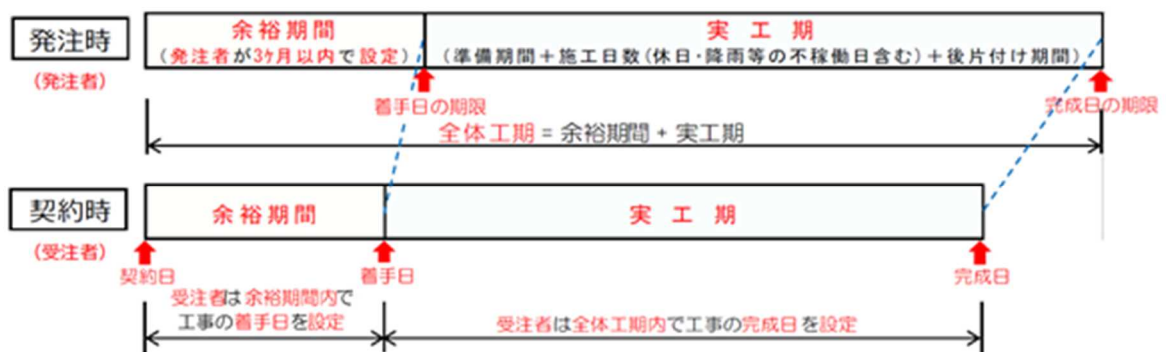 発注時
(発注者)
余裕期間
(発注者が3ヶ月以内で設定)
実工期
(準備期間+施工日数(休日・降雨等の不稼働日含む)+後片付け期間)
着手日の期限
完成日の期限
全体工期 = 余裕期間 + 実工期
契約時
(受注者)
余裕期間
実工期
契約日
着手日
完成日
受注者は余裕期間内で
工事の着手日を設定
受注者は全体工期内で工事の完成日を設定